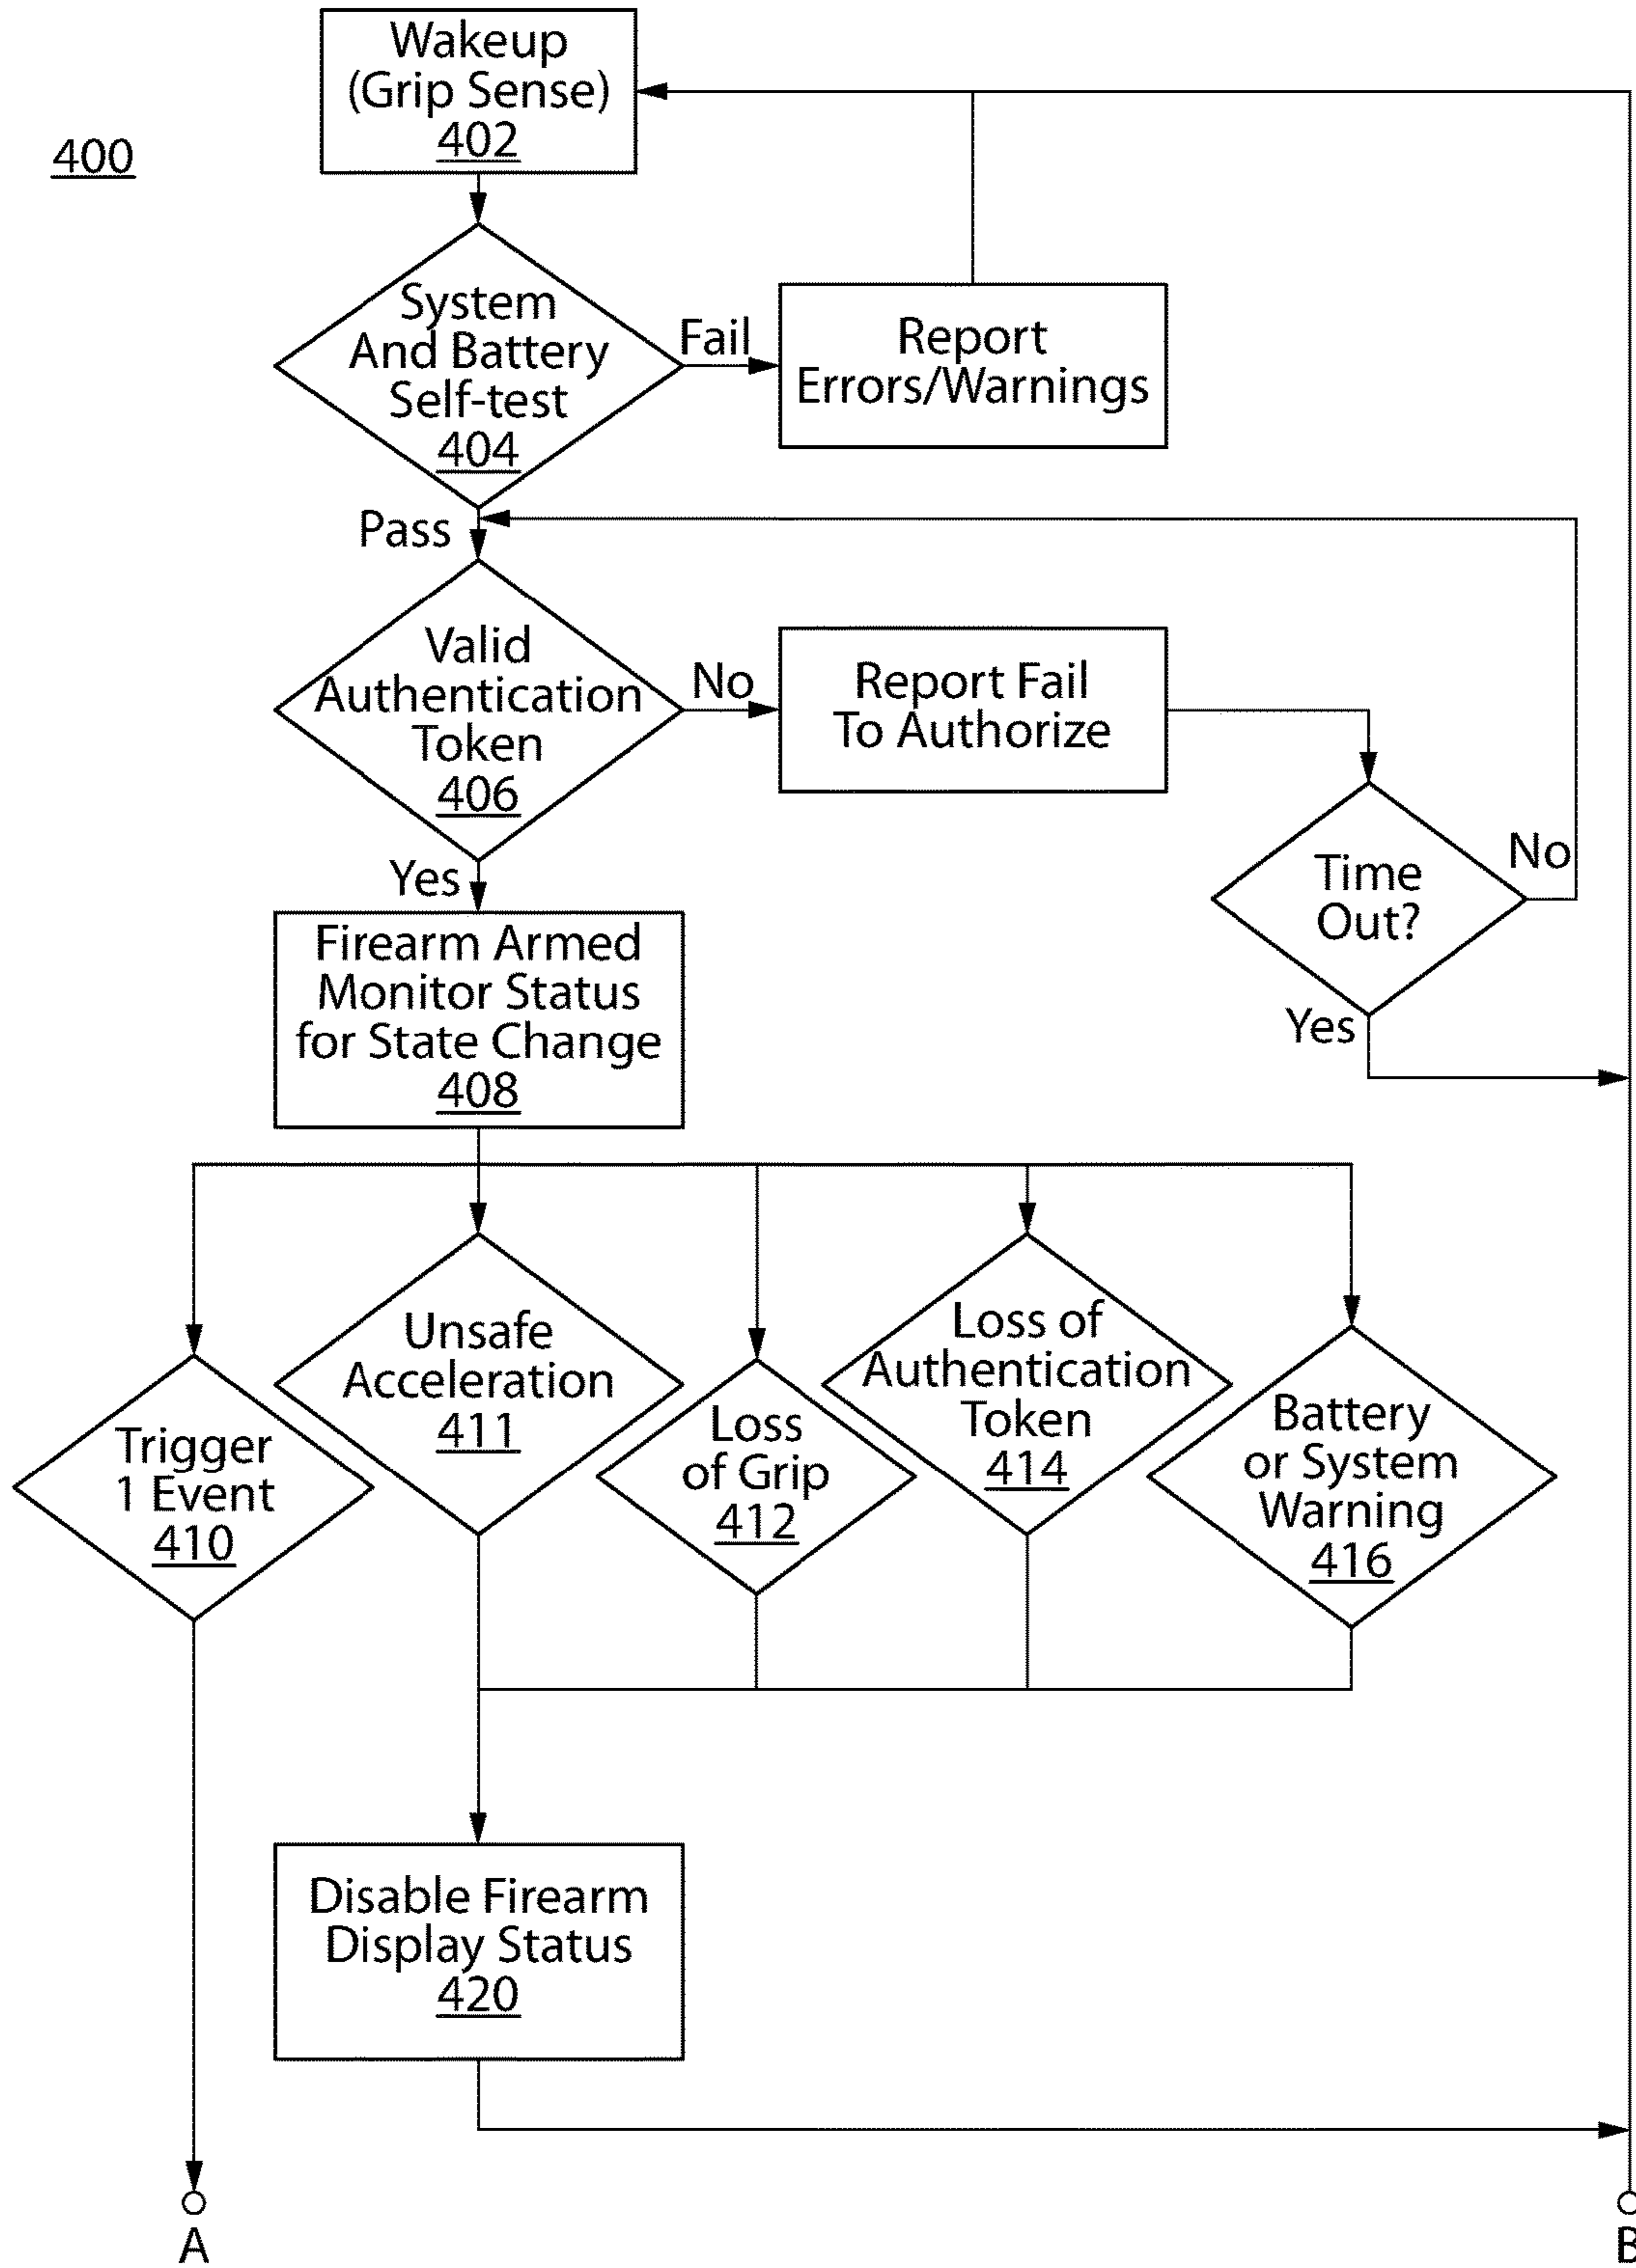 Wakeup
(Grip Sense)
402
400
System
And Battery
Self-test
404
Fail
Report
Errors/Warnings
Pass
Valid
Authentication
Token
406
No
Report Fail
To Authorize
Time
Out?
No
Yes
Yes
Firearm Armed
Monitor Status
for State Change
408
Trigger
1 Event
410
Unsafe
Acceleration
411
Loss
of Grip
412
Loss of
Authentication
Token
414
Battery
or System
Warning
416
Disable Firearm
Display Status
420
A
B